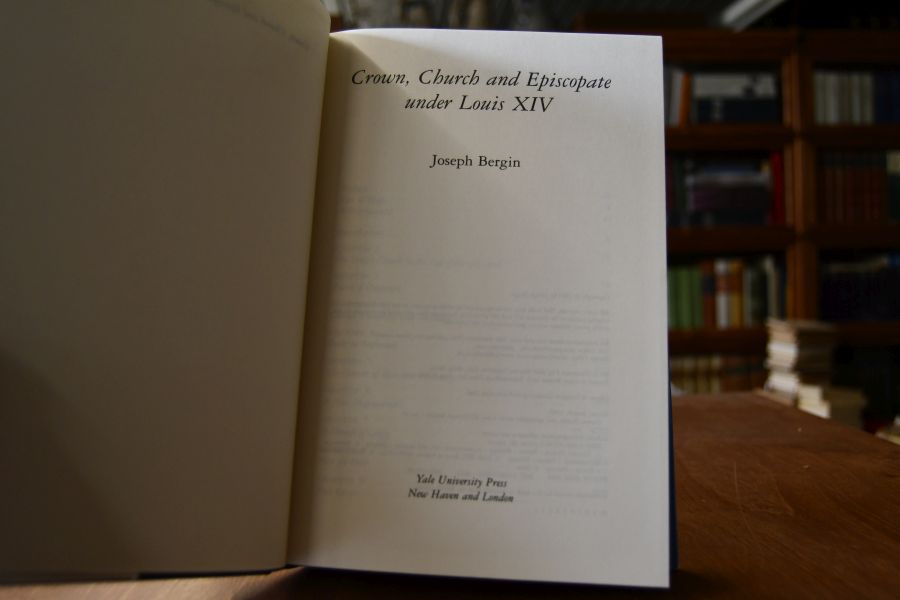 Crown, Church and Episcopate
under Louis XIV
Joseph Bergin
Yale University Press
New Haven and London